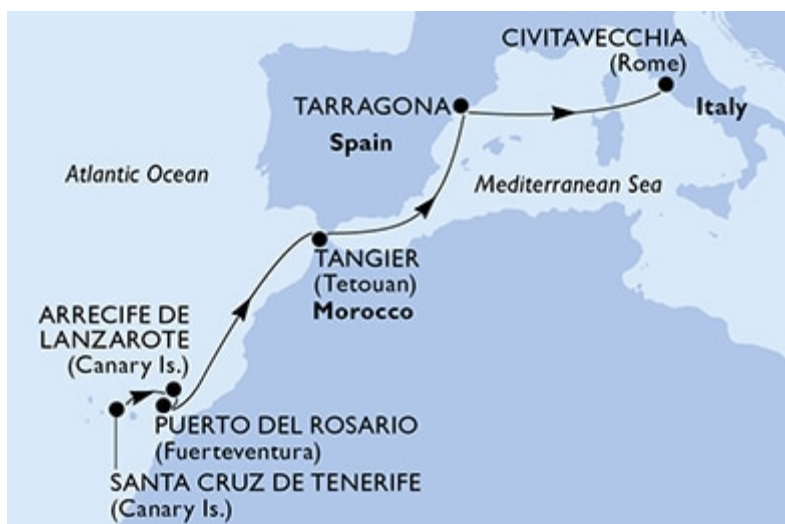 CIVITAVECCHIA
(Rome)
TARRAGONA
Italy
Spain
Atlantic Ocean
Mediterranean Sea
TANGIER
(Tetouan)
Morocco
ARRECIFE DE
LANZAROTE
(Canary Is.)
PUERTO DEL ROSARIO
(Fuerteventura)
SANTA CRUZ DE TENERIFE
(Canary Is.)